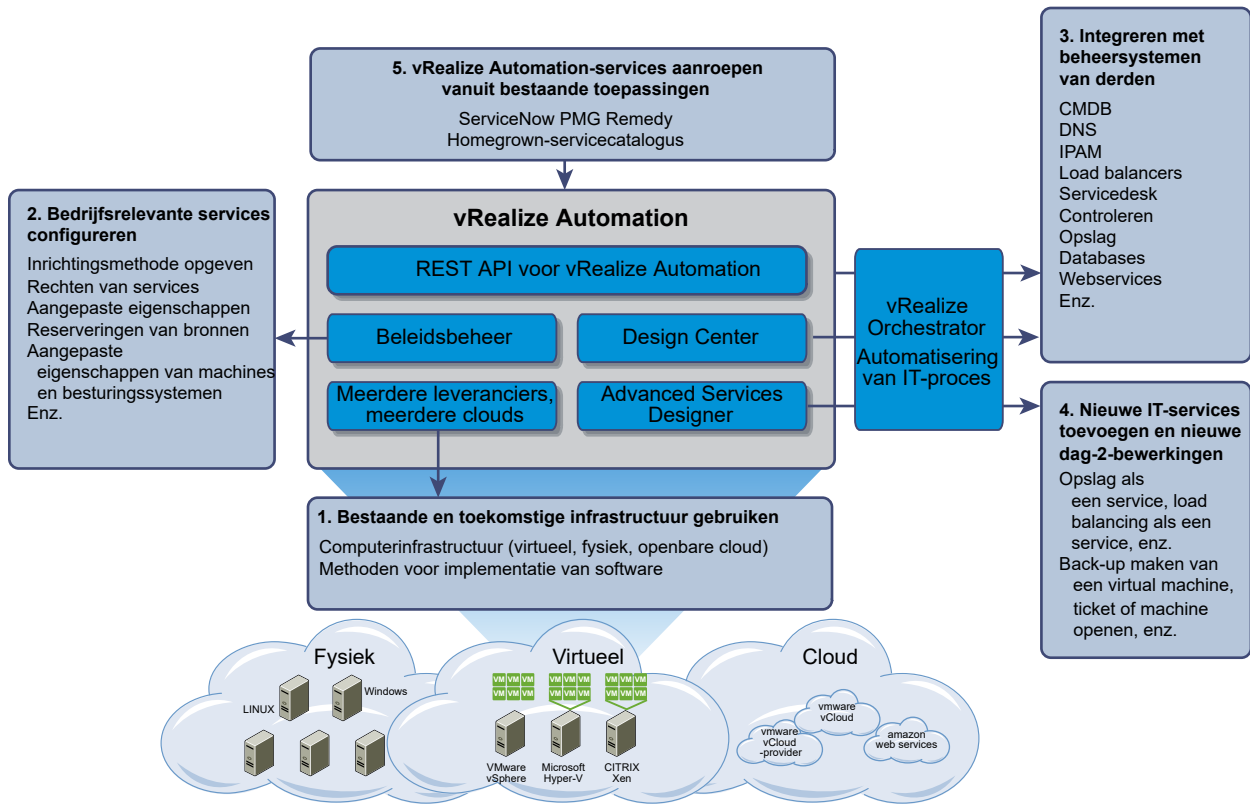 5. vRealize Automation-services aanroepen
vanuit bestaande toepassingen
ServiceNow PMG Remedy
Homegrown-servicecatalogus
3. Integreren met
beheersystemen
van derden
CMDB
DNS
IPAM
Load balancers
Servicedesk
Controleren
Opslag
Databases
Webservices
Enz.
2. Bedrijfsrelevante services
configureren
Inrichtingsmethode opgeven
Rechten van services
Aangepaste eigenschappen
Reserveringen van bronnen
Aangepaste
eigenschappen van machines
en besturingssystemen
Enz.
vRealize Automation
REST API voor vRealize Automation
Beleidsbeheer
Design Center
Meerdere leveranciers,
meerdere clouds
Advanced Services
Designer
vRealize
Orchestrator
Automatisering
van IT-proces
4. Nieuwe IT-services
toevoegen en nieuwe
dag-2-bewerkingen
Opslag als
een service, load
balancing als een
service, enz.
Back-up maken van
een virtual machine,
ticket of machine
openen, enz.
1. Bestaande en toekomstige infrastructuur gebruiken
Computerinfrastructuur (virtueel, fysiek, openbare cloud)
Methoden voor implementatie van software
Fysiek
LINUX
Windows
Virtueel
VM VM VM
VM VM VM
VM VM VM
VM VM VM
VM VM VM
VM VM VM
VMware
vSphere
Microsoft
Hyper-V
CITRIX
Xen
Cloud
vmware
vCloud
vmware
vCloud
-provider
amazon
web services